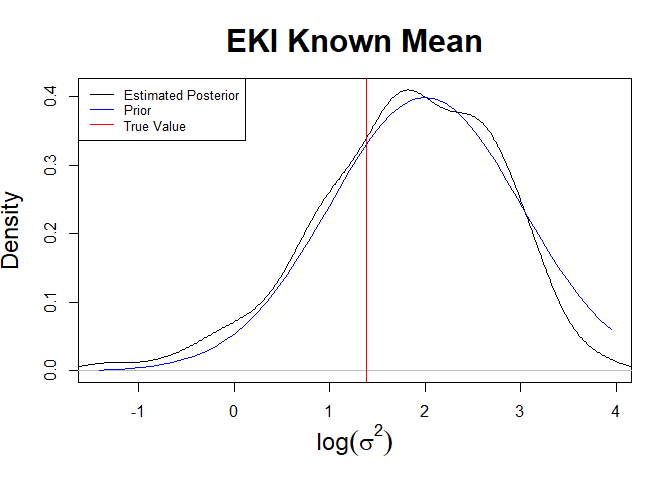 EKI Known Mean
Estimated Posterior
Prior
True Value
Density
0.0
0.1
0.2
0.3
0.4
-1
0
1
2
3
4
log(σ²)